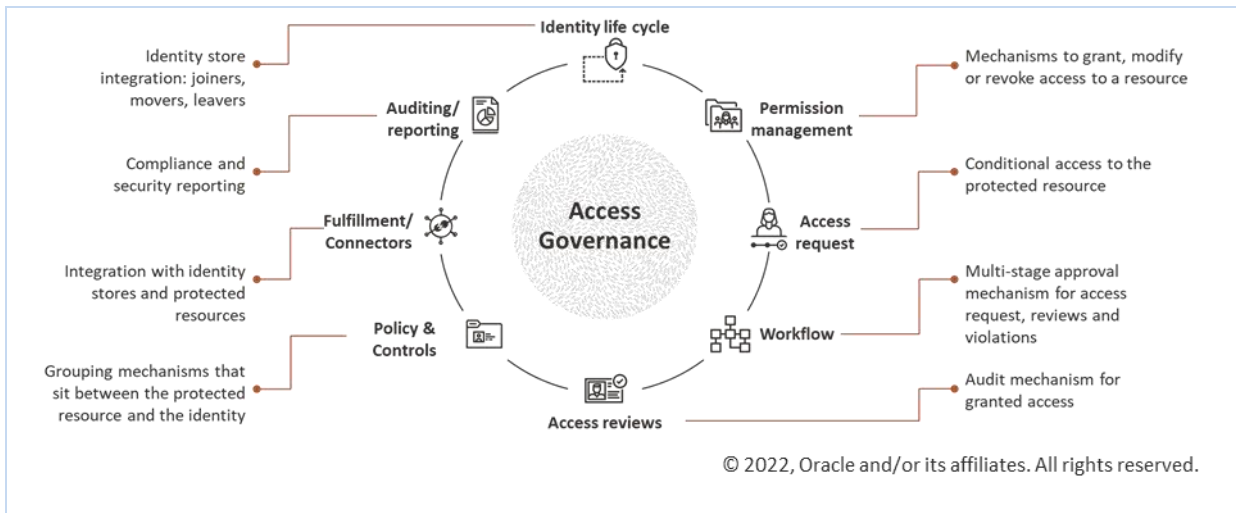 Identity life cycle
Identity store
integration: joiners,
movers, leavers
Mechanisms to grant, modify
or revoke access to a resource
Auditing/
reporting
Permission
management
Compliance and
security reporting
Conditional access to the
protected resource
Access
Governance
Fulfillment/
Connectors
Access
request
Integration with identity
stores and protected
resources
Multi-stage approval
mechanism for access
request, reviews and
violations
Policy &
Controls
Workflow
Grouping mechanisms that
sit between the protected
resource and the identity
Audit mechanism for
granted access
Access reviews
© 2022, Oracle and/or its affiliates. All rights reserved.